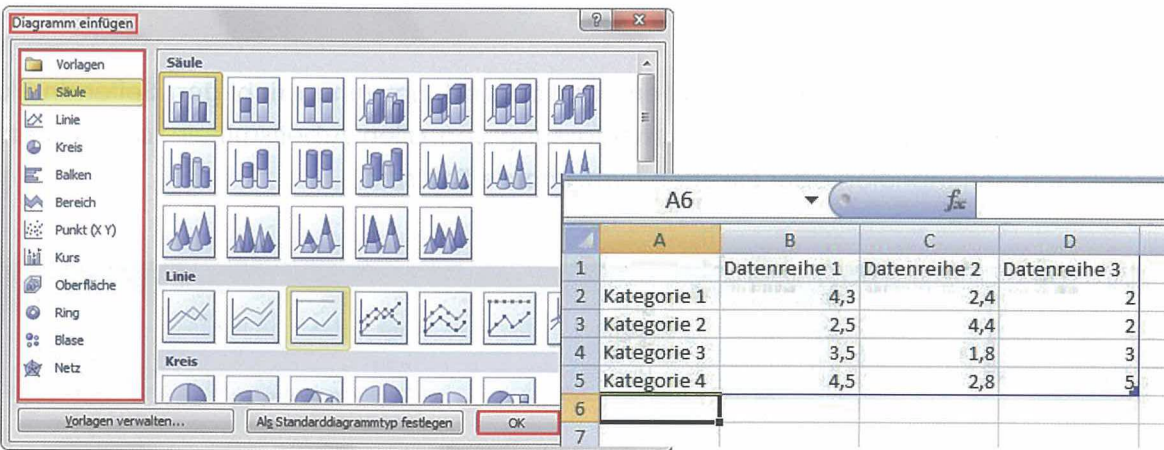 Diagramm einfügen
Vorlagen
Säule
Linie
Kreis
Balken
Bereich
Punkt (X Y)
Kurs
Oberfläche
Ring
Blase
Netz
Säule
Linie
Kreis
Vorlagen verwalten...
Als Standarddiagrammtyp festlegen
OK
A6 fx
A B C D
1 Datenreihe 1 Datenreihe 2 Datenreihe 3
2 Kategorie 1 4,3 2,4 2
3 Kategorie 2 2,5 4,4 2
4 Kategorie 3 3,5 1,8 3
5 Kategorie 4 4,5 2,8 5
6
7